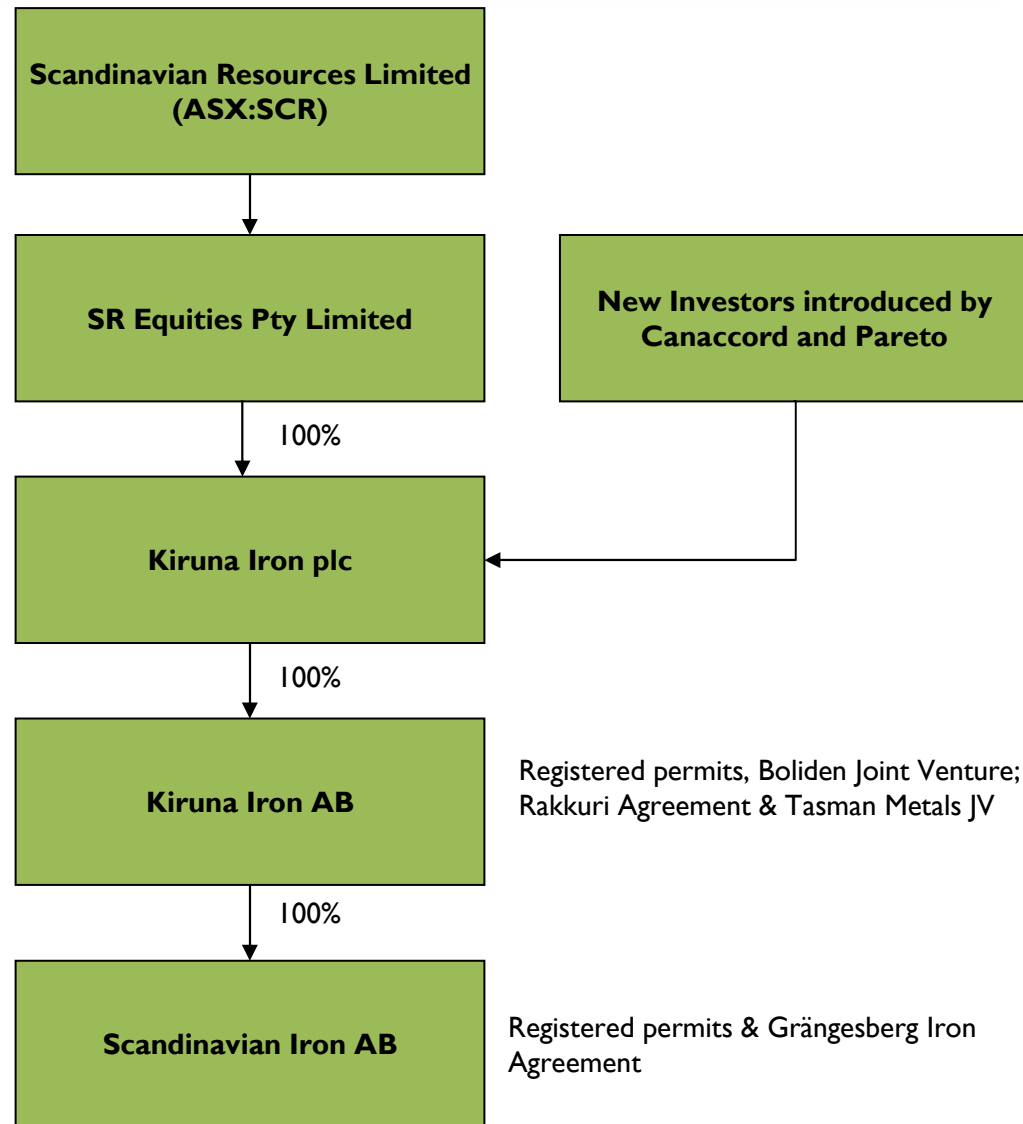 Scandinavian Resources Limited
(ASX:SCR)
SR Equities Pty Limited
New Investors introduced by
Canaccord and Pareto
100%
Kiruna Iron plc
100%
Kiruna Iron AB
Registered permits, Boliden Joint Venture;
Rakkuri Agreement & Tasman Metals JV
100%
Scandinavian Iron AB
Registered permits & Grängesberg Iron
Agreement